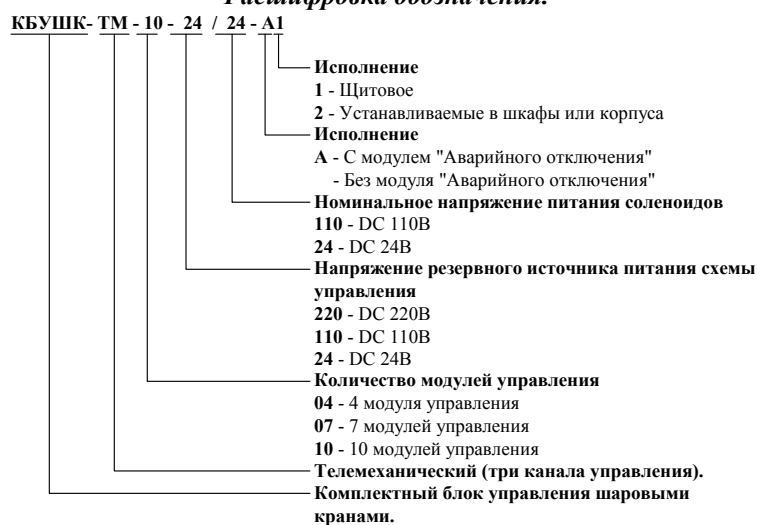 Расшифровка обозначения.
КБУШК- ТМ - 10 - 24 / 24 - А1
Исполнение
1 - Щитовое
2 - Устанавливаемые в шкафы или корпуса
Исполнение
А - С модулем "Аварийного отключения"
- Без модуля "Аварийного отключения"
Номинальное напряжение питания соленоидов
110 - DC 110В
24 - DC 24В
Напряжение резервного источника питания схемы
управления
220 - DC 220В
110 - DC 110В
24 - DC 24В
Количество модулей управления
04 - 4 модуля управления
07 - 7 модулей управления
10 - 10 модулей управления
Телемеханический (три канала управления).
Комплектный блок управления шаровыми
кранами.